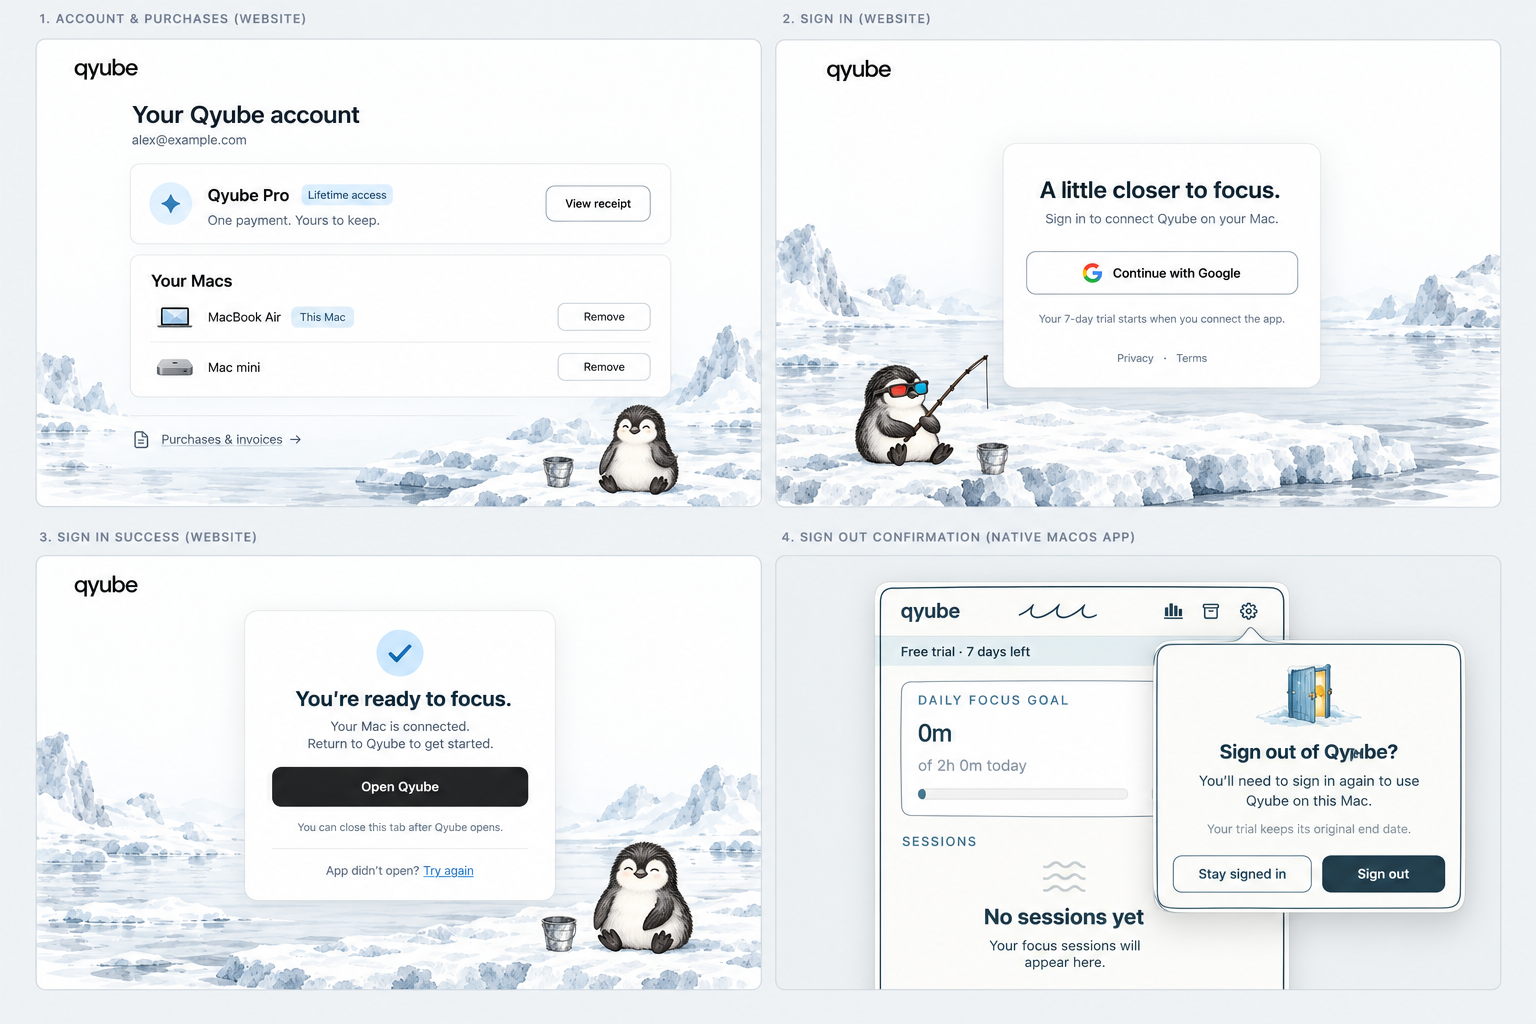 1. ACCOUNT & PURCHASES (WEBSITE)
qyube
Your Qyube account
alex@example.com
Qyube Pro
Lifetime access
One payment. Yours to keep.
View receipt
Your Macs
MacBook Air
This Mac
Remove
Mac mini
Remove
Purchases & invoices →
2. SIGN IN (WEBSITE)
qyube
A little closer to focus.
Sign in to connect Qyube on your Mac.
Continue with Google
Your 7-day trial starts when you connect the app.
Privacy · Terms
3. SIGN IN SUCCESS (WEBSITE)
qyube
You're ready to focus.
Your Mac is connected.
Return to Qyube to get started.
Open Qyube
You can close this tab after Qyube opens.
App didn't open? Try again
4. SIGN OUT CONFIRMATION (NATIVE MACOS APP)
qyube
Free trial · 7 days left
DAILY FOCUS GOAL
0m
of 2h 0m today
SESSIONS
No sessions yet
Your focus sessions will
appear here.
Sign out of Qyube?
You'll need to sign in again to use
Qyube on this Mac.
Your trial keeps its original end date.
Stay signed in
Sign out